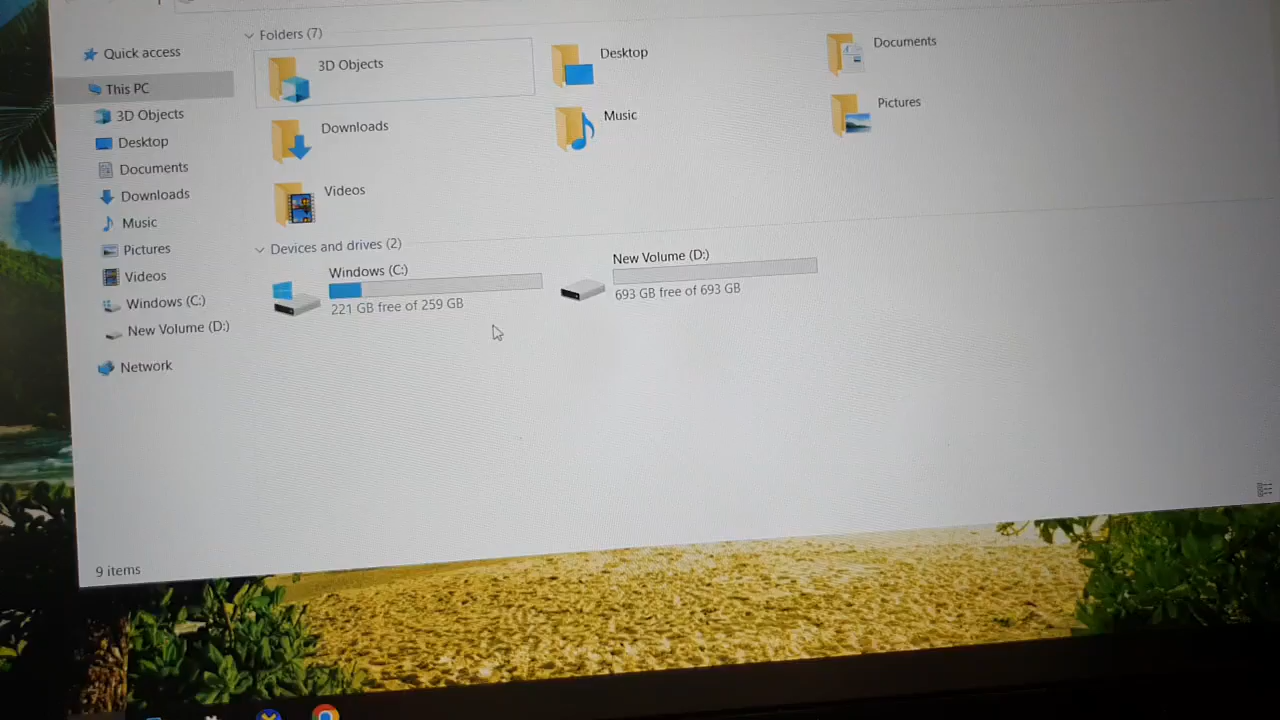 Quick access
This PC
3D Objects
Desktop
Documents
Downloads
Music
Pictures
Videos
Windows (C:)
New Volume (D:)
Network
9 items
Folders (7)
3D Objects
Desktop
Documents
Downloads
Music
Pictures
Videos
Devices and drives (2)
Windows (C:)
221 GB free of 259 GB
New Volume (D:)
693 GB free of 693 GB